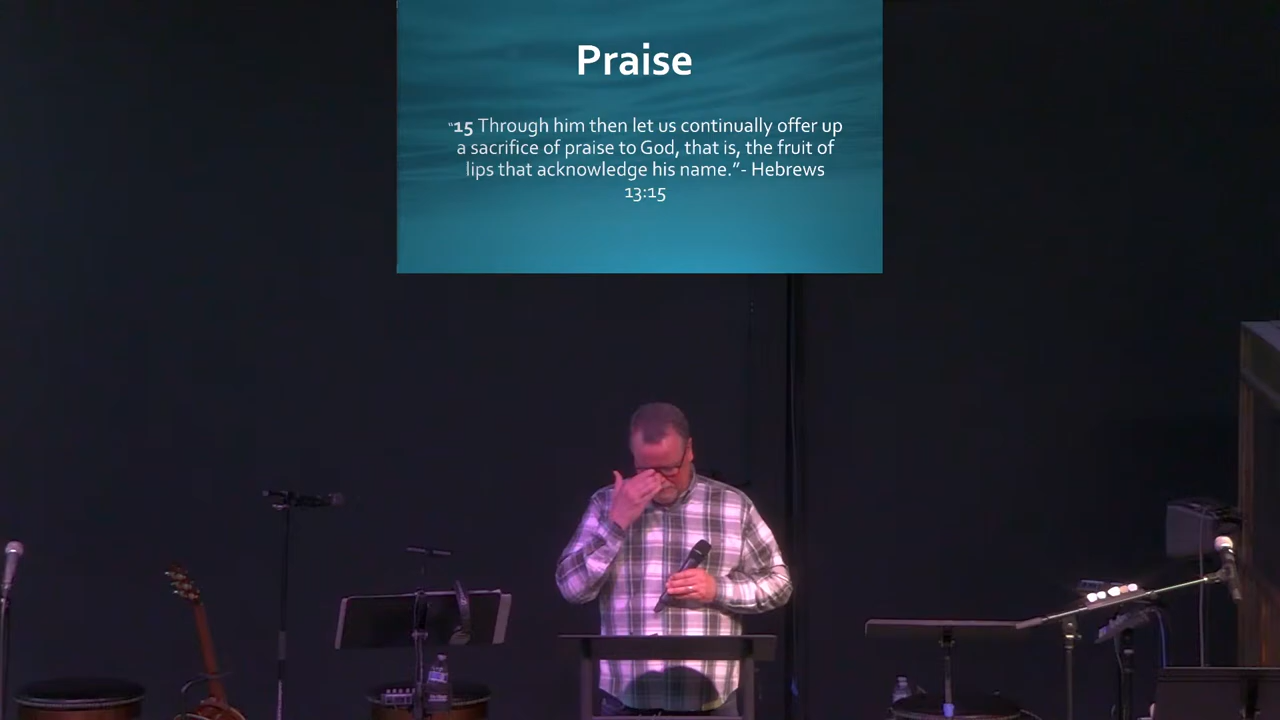 Praise
“15 Through him then let us continually offer up
a sacrifice of praise to God, that is, the fruit of
lips that acknowledge his name.”- Hebrews
13:15